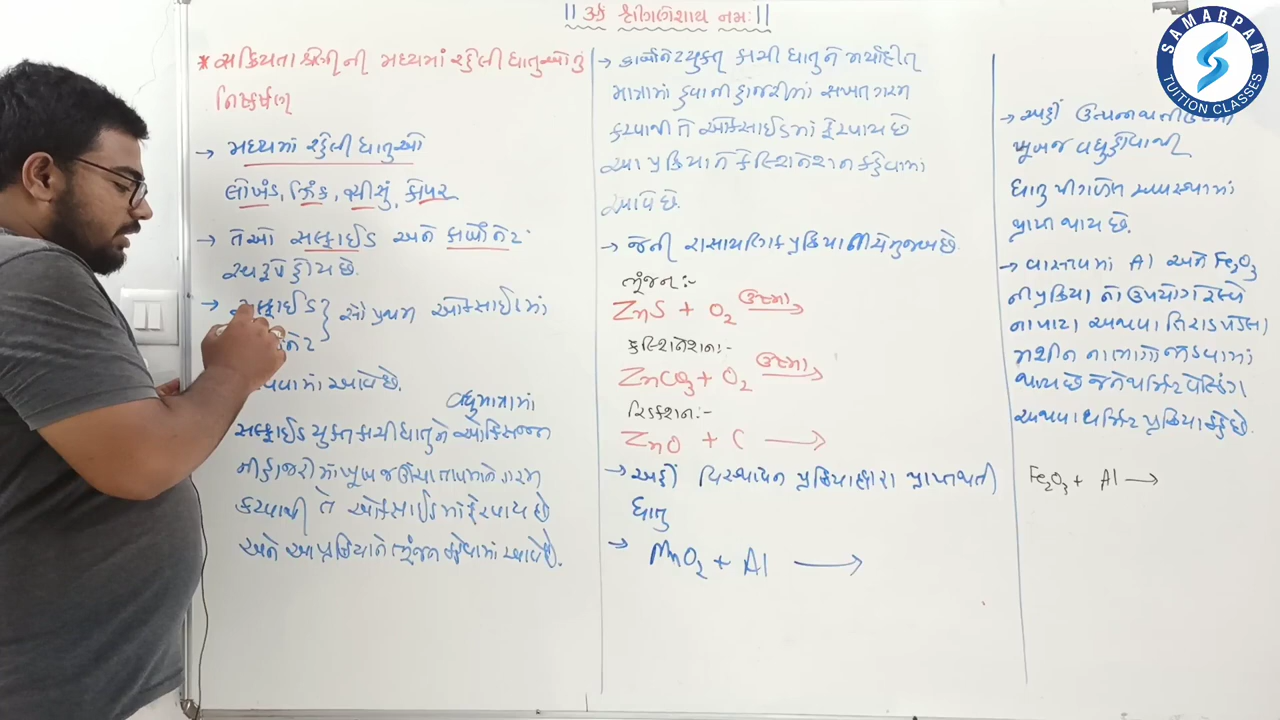 || ૐ શ્રી ગણેશાય નમઃ ||
* સક્રિયતા શ્રેણીની મધ્યમાં રહેલી ધાતુઓનું
નિષ્કર્ષણ
→ મધ્યમાં રહેલી ધાતુઓ
લોખંડ, ઝિંક, સીસું, કોપર
→ તેઓ સલ્ફાઈડ અને કાર્બોનેટ
સ્વરૂપે હોય છે.
→ સલ્ફાઈડ } સૌ પ્રથમ ઓક્સાઈડમાં
છે.
વધુ માત્રામાં
સલ્ફાઈડ યુક્ત કાચી ધાતુને ઓક્સિજન
ની હાજરીમાં ખૂબ જ ઊંચા તાપમાને ગરમ
કરવાથી તે ઓક્સાઈડમાં ફેરવાય છે
અને આ પ્રક્રિયાને ભૂંજન કહેવામાં આવે છે.
→ કાર્બોનેટયુક્ત કાચી ધાતુને મર્યાદીત
માત્રામાં હવાની હાજરીમાં સખત ગરમ
કરવાથી તે ઓક્સાઈડમાં ફેરવાય છે
આ પ્રક્રિયાને કેલ્શિનેશન કહેવામાં
આવે છે.
→ જેની રાસાયણિક પ્રક્રિયા નીચે મુજબ છે.
ભૂંજન :-
ZnS + O2 ઉષ્મા→
કેલ્શિનેશન :-
ZnCO3 + O2 ઉષ્મા→
રિડક્શન :-
ZnO + C →
→ અહીં વિસ્થાપન પ્રક્રિયા દ્વારા પ્રાપ્ત થતી
ધાતુ
→ MnO2 + Al →
→ અહીં ઉત્પન્ન થતી
ખૂબ જ વધુ હોવાથી
ધાતુ પીગળેલ અવસ્થામાં
પ્રાપ્ત થાય છે.
→ વાસ્તવમાં Al અને Fe2O3
ની પ્રક્રિયા નો ઉપયોગ રેલ્વે
ના પાટા અથવા તિરાડ પડેલા
મશીન ના ભાગો જોડવામાં
થાય છે જેને થર્મિટ વેલ્ડિંગ
અથવા થર્મિટ પ્રક્રિયા કહે છે.
Fe2O3 + Al →
SAMARPAN
TUITION CLASSES